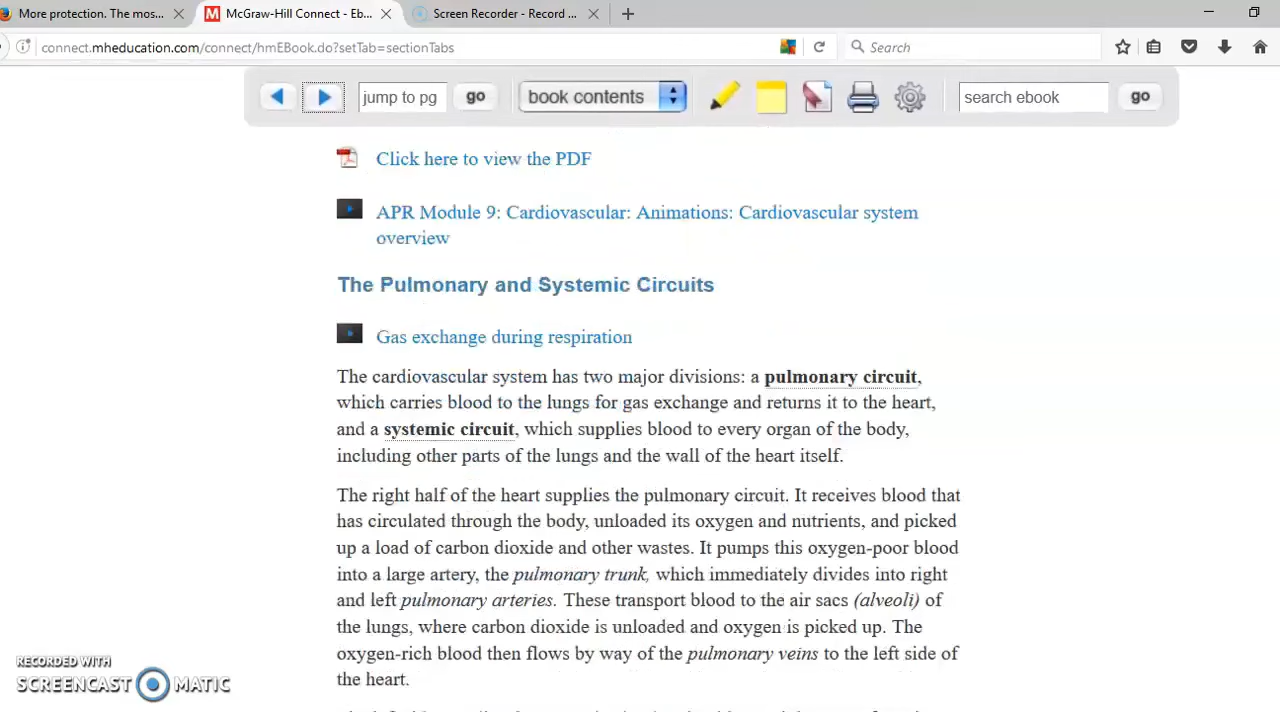 More protection. The mos...
McGraw-Hill Connect - Eb...
Screen Recorder - Record ...
connect.mheducation.com/connect/hmEBook.do?setTab=sectionTabs
Search
jump to pg
go
book contents
search ebook
go
Click here to view the PDF
APR Module 9: Cardiovascular: Animations: Cardiovascular system
overview
The Pulmonary and Systemic Circuits
Gas exchange during respiration
The cardiovascular system has two major divisions: a pulmonary circuit,
which carries blood to the lungs for gas exchange and returns it to the heart,
and a systemic circuit, which supplies blood to every organ of the body,
including other parts of the lungs and the wall of the heart itself.
The right half of the heart supplies the pulmonary circuit. It receives blood that
has circulated through the body, unloaded its oxygen and nutrients, and picked
up a load of carbon dioxide and other wastes. It pumps this oxygen-poor blood
into a large artery, the pulmonary trunk, which immediately divides into right
and left pulmonary arteries. These transport blood to the air sacs (alveoli) of
the lungs, where carbon dioxide is unloaded and oxygen is picked up. The
oxygen-rich blood then flows by way of the pulmonary veins to the left side of
the heart.
RECORDED WITH
SCREENCAST MATIC